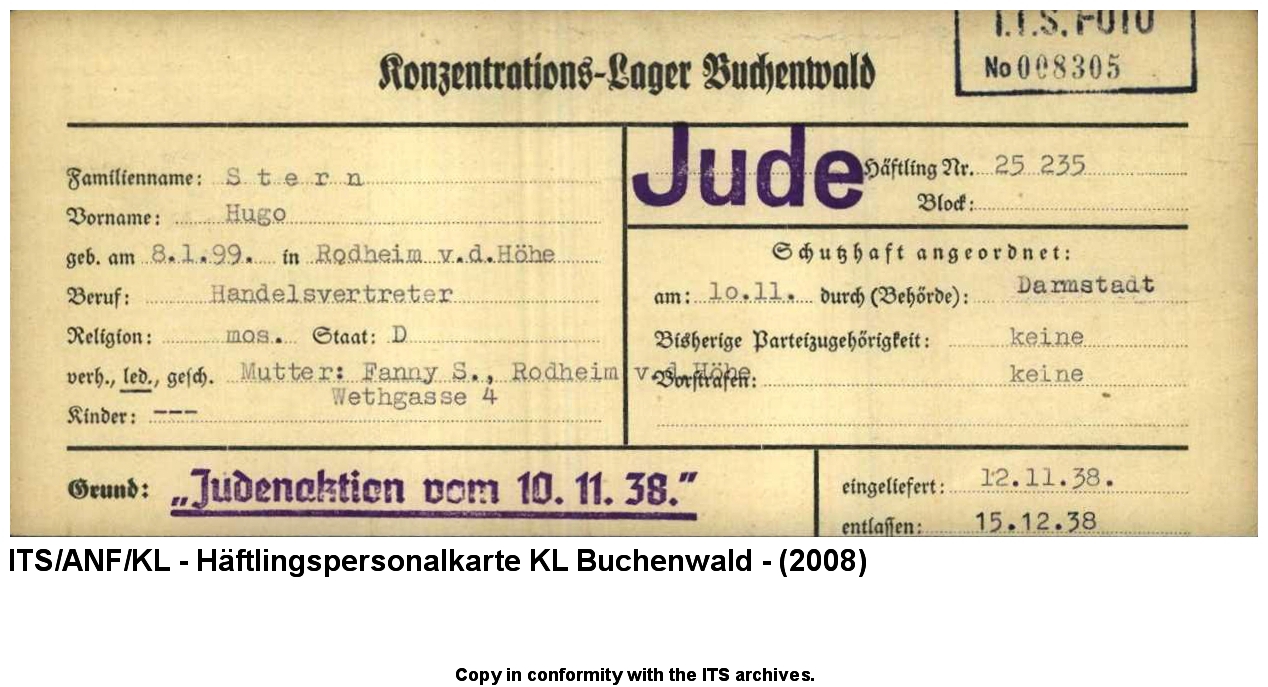 I.T.S. FOTO
No 008305
Konzentrations-Lager Buchenwald
Familienname: Stern
Vorname: Hugo
geb. am 8.1.99. in Rodheim v.d.Höhe
Beruf: Handelsvertreter
Religion: mos. Staat: D
verh., led., gesch. Mutter: Fanny S., Rodheim v.d.Höhe
Wethgasse 4
Kinder: ---
Jude
Häftling Nr. 25 235
Block:
Schutzhaft angeordnet:
am: 10.11. durch (Behörde): Darmstadt
Bisherige Parteizugehörigkeit: keine
Vorstrafen: keine
Grund: „Judenaktion vom 10. 11. 38.”
eingeliefert: 12.11.38.
entlassen: 15.12.38
ITS/ANF/KL - Häftlingspersonalkarte KL Buchenwald - (2008)
Copy in conformity with the ITS archives.